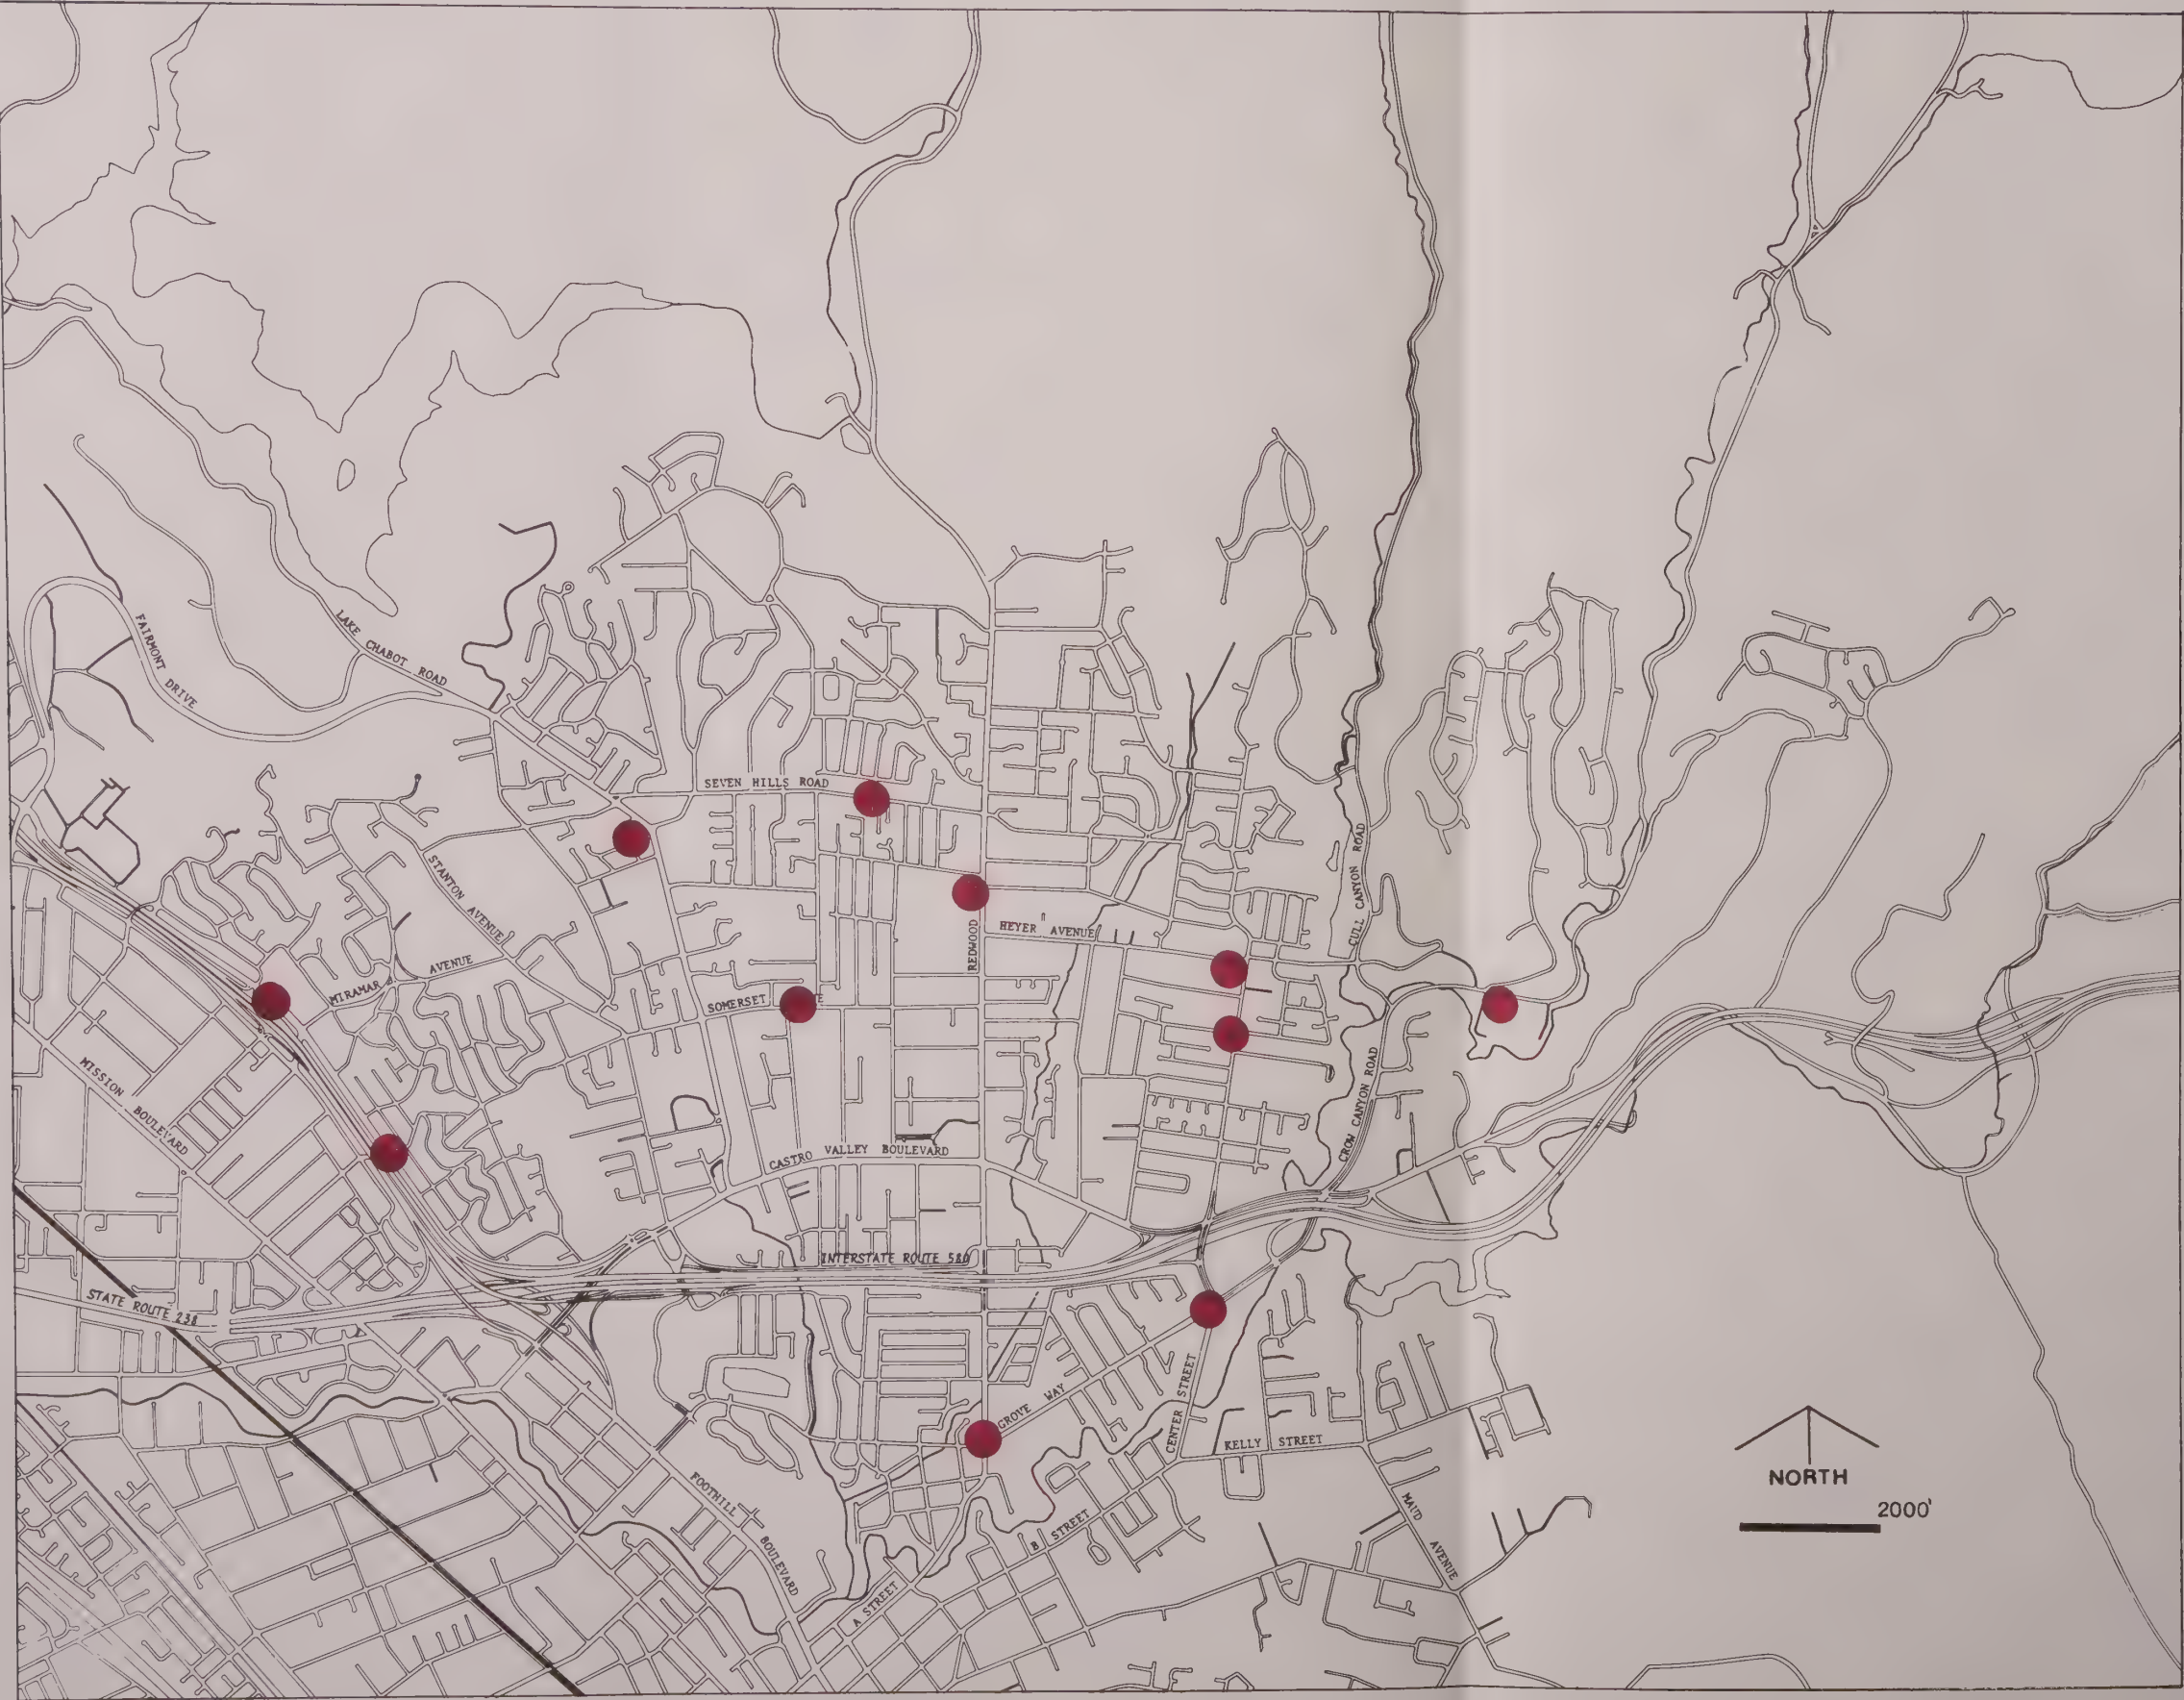 FAIRMONT DRIVE
LAKE CHABOT ROAD
SEVEN HILLS ROAD
STANTON AVENUE
CULL CANYON ROAD
REDWOOD
HEYER AVENUE
MIRAMAR AVENUE
SOMERSET
MISSION BOULEVARD
CROW CANYON ROAD
CASTRO VALLEY BOULEVARD
INTERSTATE ROUTE 580
STATE ROUTE 238
GROVE WAY
CENTER STREET
KELLY STREET
NORTH
2000'
FOOTHILL BOULEVARD
MAUD AVENUE
B STREET
A STREET